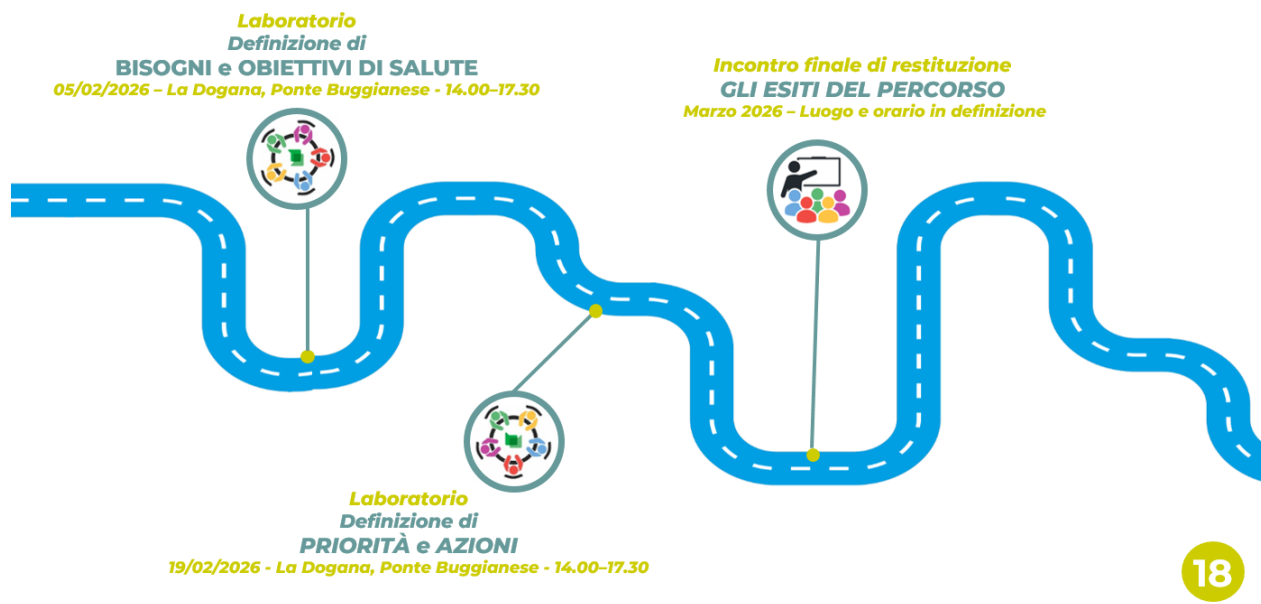 Laboratorio
Definizione di
BISOGNI e OBIETTIVI DI SALUTE
05/02/2026 – La Dogana, Ponte Buggianese - 14.00–17.30
Incontro finale di restituzione
GLI ESITI DEL PERCORSO
Marzo 2026 – Luogo e orario in definizione
Laboratorio
Definizione di
PRIORITÀ e AZIONI
19/02/2026 - La Dogana, Ponte Buggianese - 14.00–17.30
18